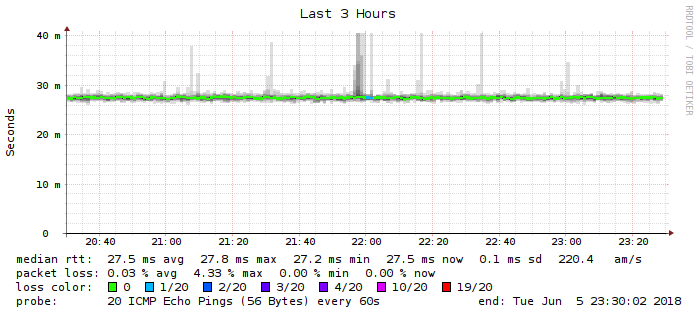 Last 3 Hours
RRDTOOL / TOBI OETIKER
Seconds
40 m
30 m
20 m
10 m
0
20:40 21:00 21:20 21:40 22:00 22:20 22:40 23:00 23:20
median rtt: 27.5 ms avg 27.8 ms max 27.2 ms min 27.5 ms now 0.1 ms sd 220.4 am/s
packet loss: 0.03 % avg 4.33 % max 0.00 % min 0.00 % now
loss color: 0 1/20 2/20 3/20 4/20 10/20 19/20
probe: 20 ICMP Echo Pings (56 Bytes) every 60s end: Tue Jun 5 23:30:02 2018